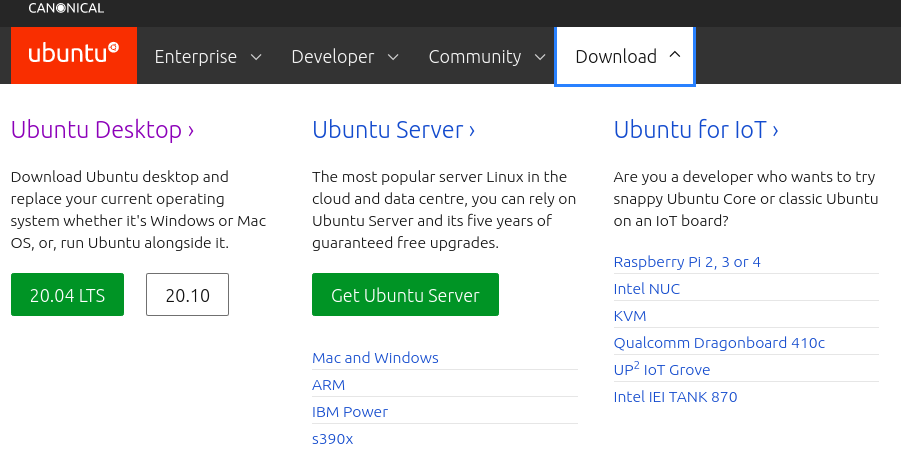 CANONICAL
ubuntu
Enterprise
Developer
Community
Download
Ubuntu Desktop ›
Download Ubuntu desktop and
replace your current operating
system whether it's Windows or Mac
OS, or, run Ubuntu alongside it.
20.04 LTS
20.10
Ubuntu Server ›
The most popular server Linux in the
cloud and data centre, you can rely on
Ubuntu Server and its five years of
guaranteed free upgrades.
Get Ubuntu Server
Mac and Windows
ARM
IBM Power
s390x
Ubuntu for IoT ›
Are you a developer who wants to try
snappy Ubuntu Core or classic Ubuntu
on an IoT board?
Raspberry Pi 2, 3 or 4
Intel NUC
KVM
Qualcomm Dragonboard 410c
UP² IoT Grove
Intel IEI TANK 870